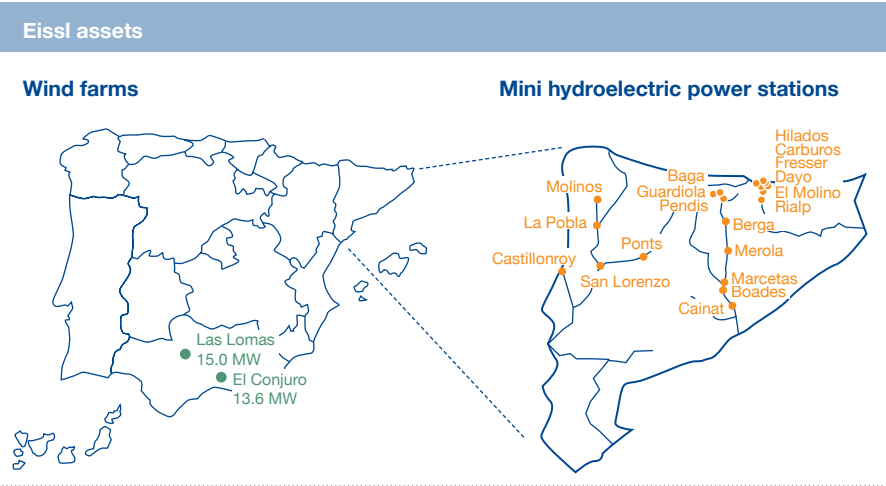 Eissl assets
Wind farms
Las Lomas
15.0 MW
El Conjuro
13.6 MW
Mini hydroelectric power stations
Hilados
Carburos
Fresser
Dayo
El Molino
Rialp
Baga
Guardiola
Pendis
Molinos
La Pobla
Berga
Ponts
Merola
Castillonroy
San Lorenzo
Marcetas
Boades
Cainat